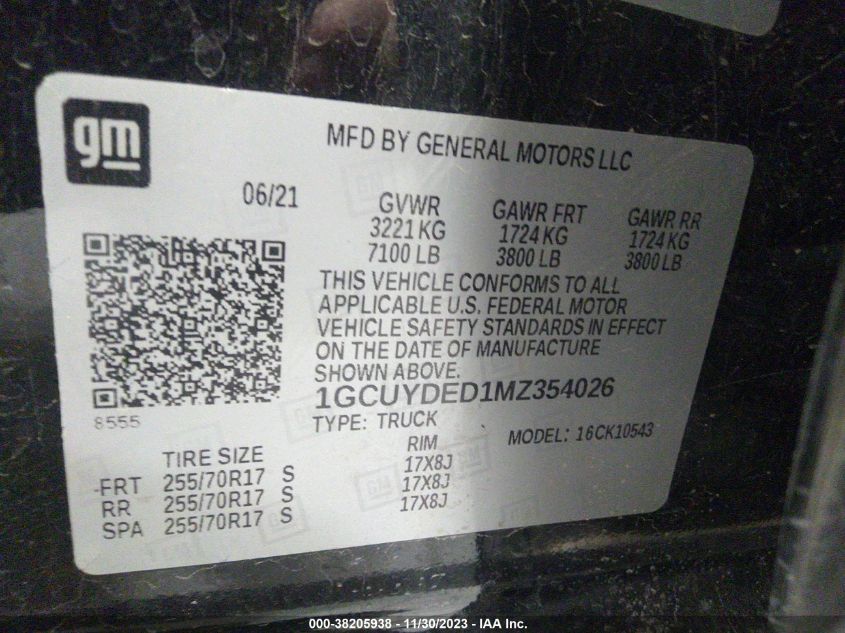 gm
MFD BY GENERAL MOTORS LLC
06/21
GVWR GAWR FRT GAWR RR
3221 KG 1724 KG 1724 KG
7100 LB 3800 LB 3800 LB
THIS VEHICLE CONFORMS TO ALL
APPLICABLE U.S. FEDERAL MOTOR
VEHICLE SAFETY STANDARDS IN EFFECT
ON THE DATE OF MANUFACTURE
SHOWN ABOVE.
1GCUYDED1MZ354026
8555
TYPE: TRUCK MODEL: 16CK10543
TIRE SIZE RIM
FRT 255/70R17 S 17X8J
RR 255/70R17 S 17X8J
SPA 255/70R17 S 17X8J
000-38205938 - 11/30/2023 - IAA Inc.